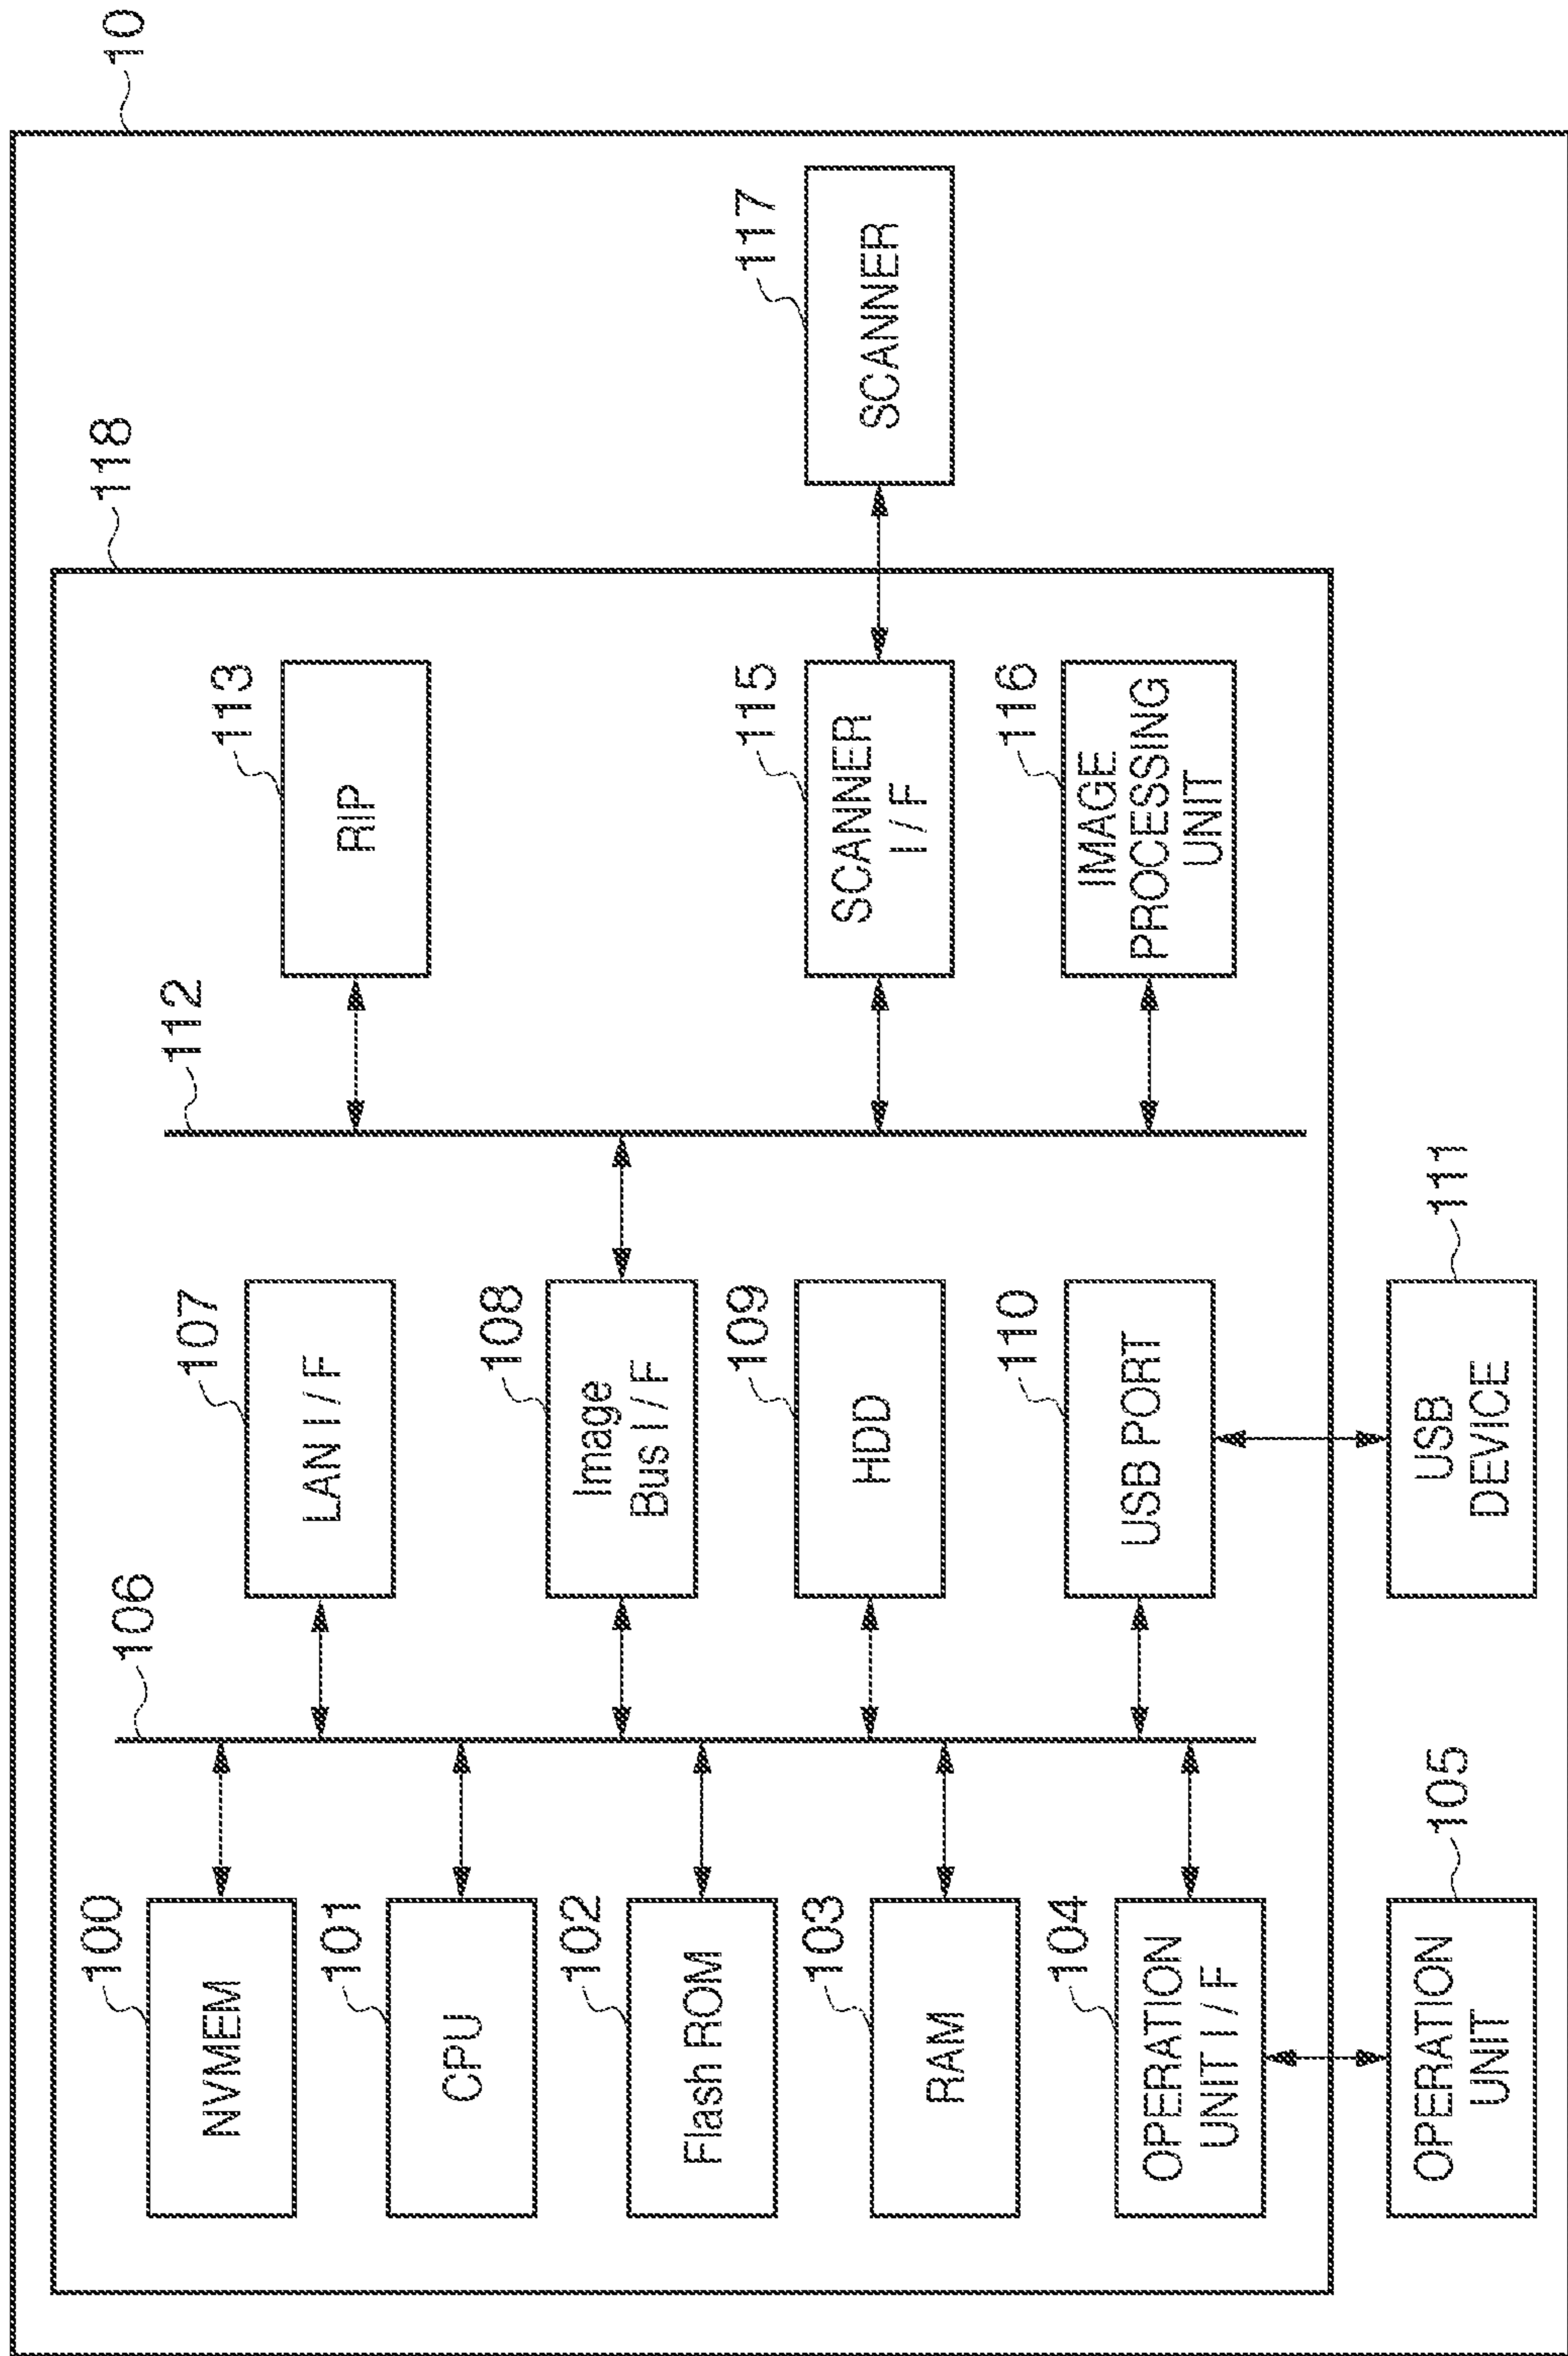 10
118
106
112
100
NVMEM
107
LAN I / F
113
RIP
101
CPU
108
Image
Bus I / F
102
Flash ROM
109
HDD
115
SCANNER
I / F
117
SCANNER
103
RAM
110
USB PORT
116
IMAGE
PROCESSING
UNIT
104
OPERATION
UNIT I / F
105
OPERATION
UNIT
111
USB
DEVICE